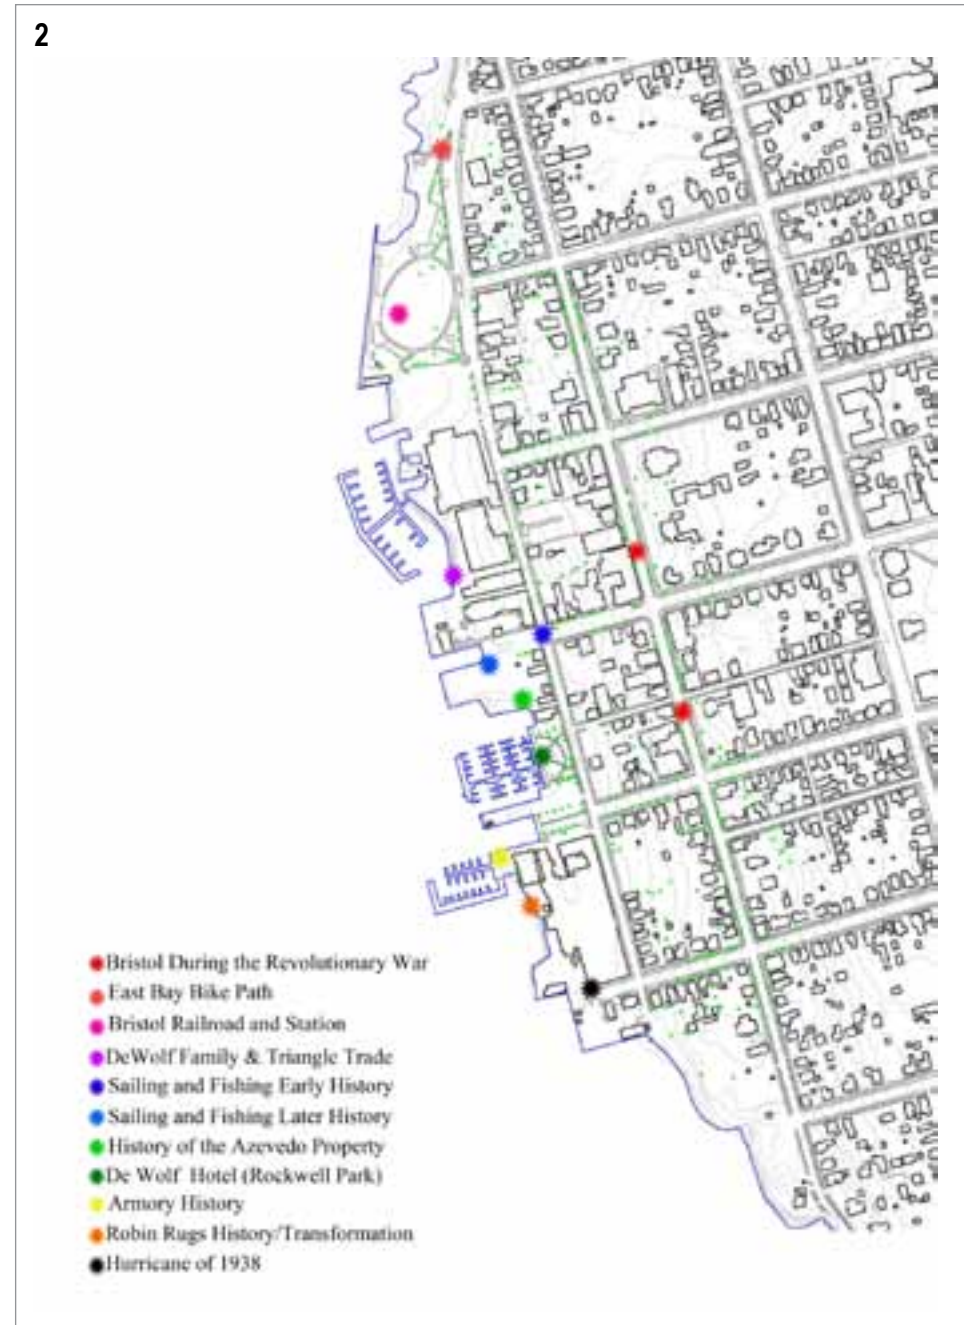 2
Bristol During the Revolutionary War
East Bay Bike Path
Bristol Railroad and Station
DeWolf Family & Triangle Trade
Sailing and Fishing Early History
Sailing and Fishing Later History
History of the Azevedo Property
De Wolf Hotel (Rockwell Park)
Armory History
Robin Rugs History/Transformation
Hurricane of 1938